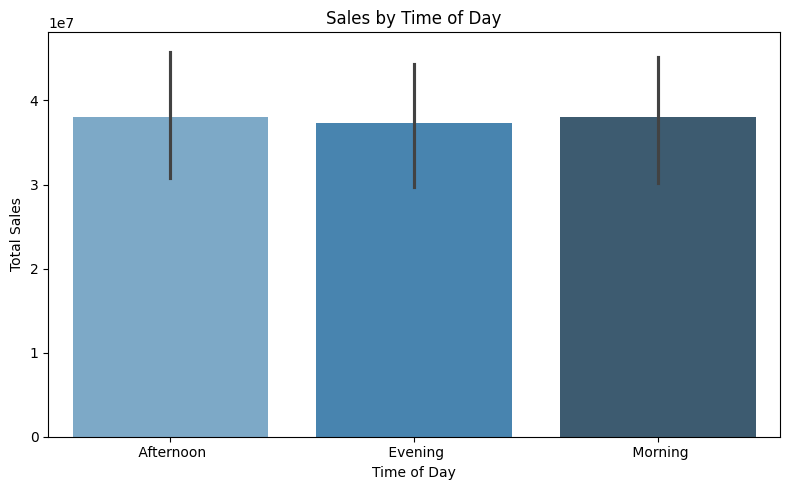 Sales by Time of Day
1e7
Total Sales
4
3
2
1
0
Afternoon
Evening
Morning
Time of Day